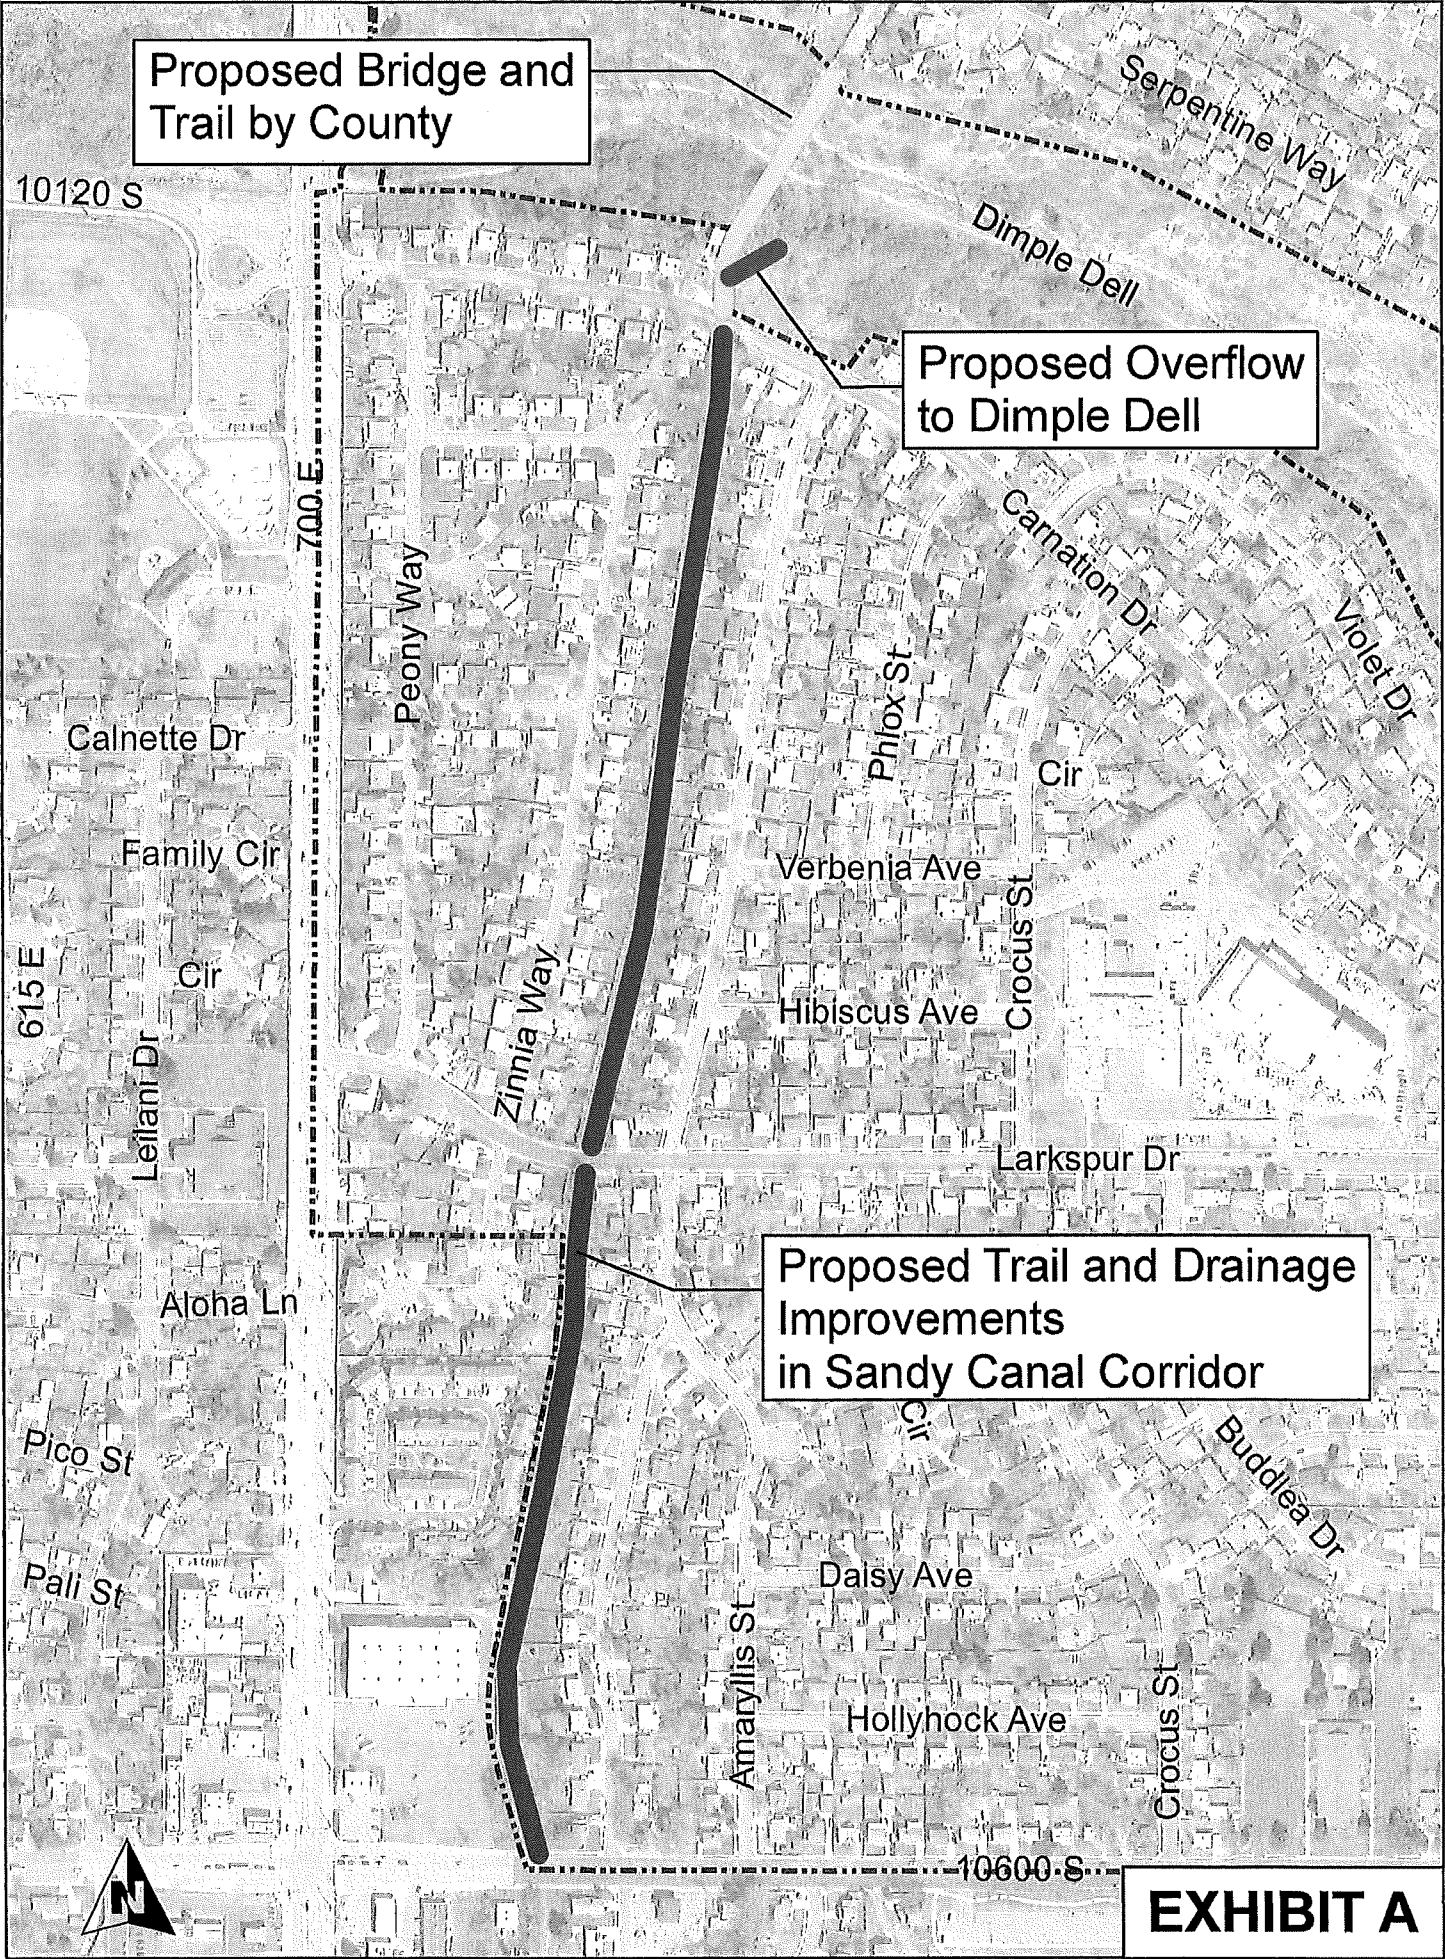 Proposed Bridge and
Trail by County
Serpentine Way
10120 S
Dimple Dell
Proposed Overflow
to Dimple Dell
700 E
Carnation Dr
Peony Way
Violet Dr
Phlox St
Calnette Dr
Cir
Family Cir
Verbenia Ave
Crocus St
615 E
Cir
Zinnia Way
Hibiscus Ave
Leilani Dr
Larkspur Dr
Proposed Trail and Drainage
Improvements
in Sandy Canal Corridor
Aloha Ln
Cir
Pico St
Buddlea Dr
Pali St
Daisy Ave
Amaryllis St
Crocus St
Hollyhock Ave
10600 S
N
EXHIBIT A